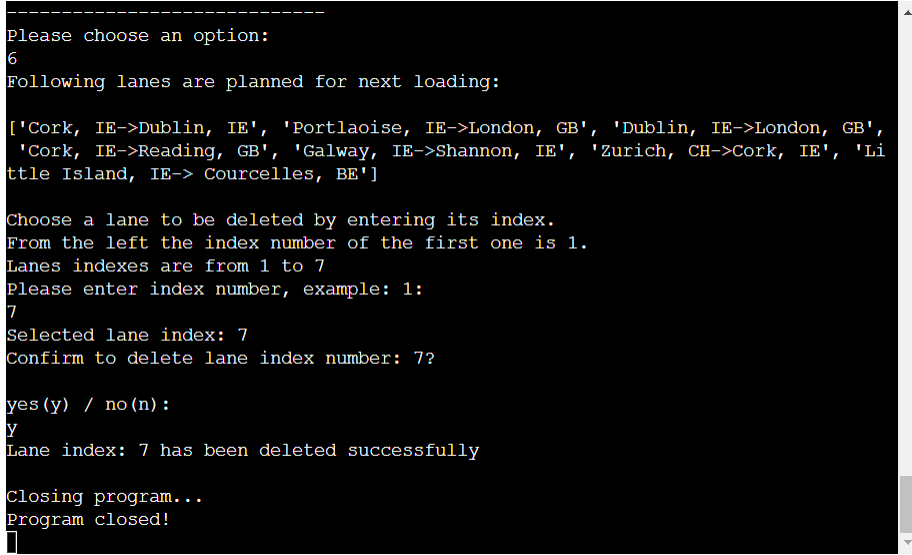 -----------------------------
Please choose an option:
6
Following lanes are planned for next loading:
['Cork, IE->Dublin, IE', 'Portlaoise, IE->London, GB', 'Dublin, IE->London, GB',
'Cork, IE->Reading, GB', 'Galway, IE->Shannon, IE', 'Zurich, CH->Cork, IE', 'Li
ttle Island, IE-> Courcelles, BE']
Choose a lane to be deleted by entering its index.
From the left the index number of the first one is 1.
Lanes indexes are from 1 to 7
Please enter index number, example: 1:
7
Selected lane index: 7
Confirm to delete lane index number: 7?
yes(y) / no(n):
y
Lane index: 7 has been deleted successfully
Closing program...
Program closed!